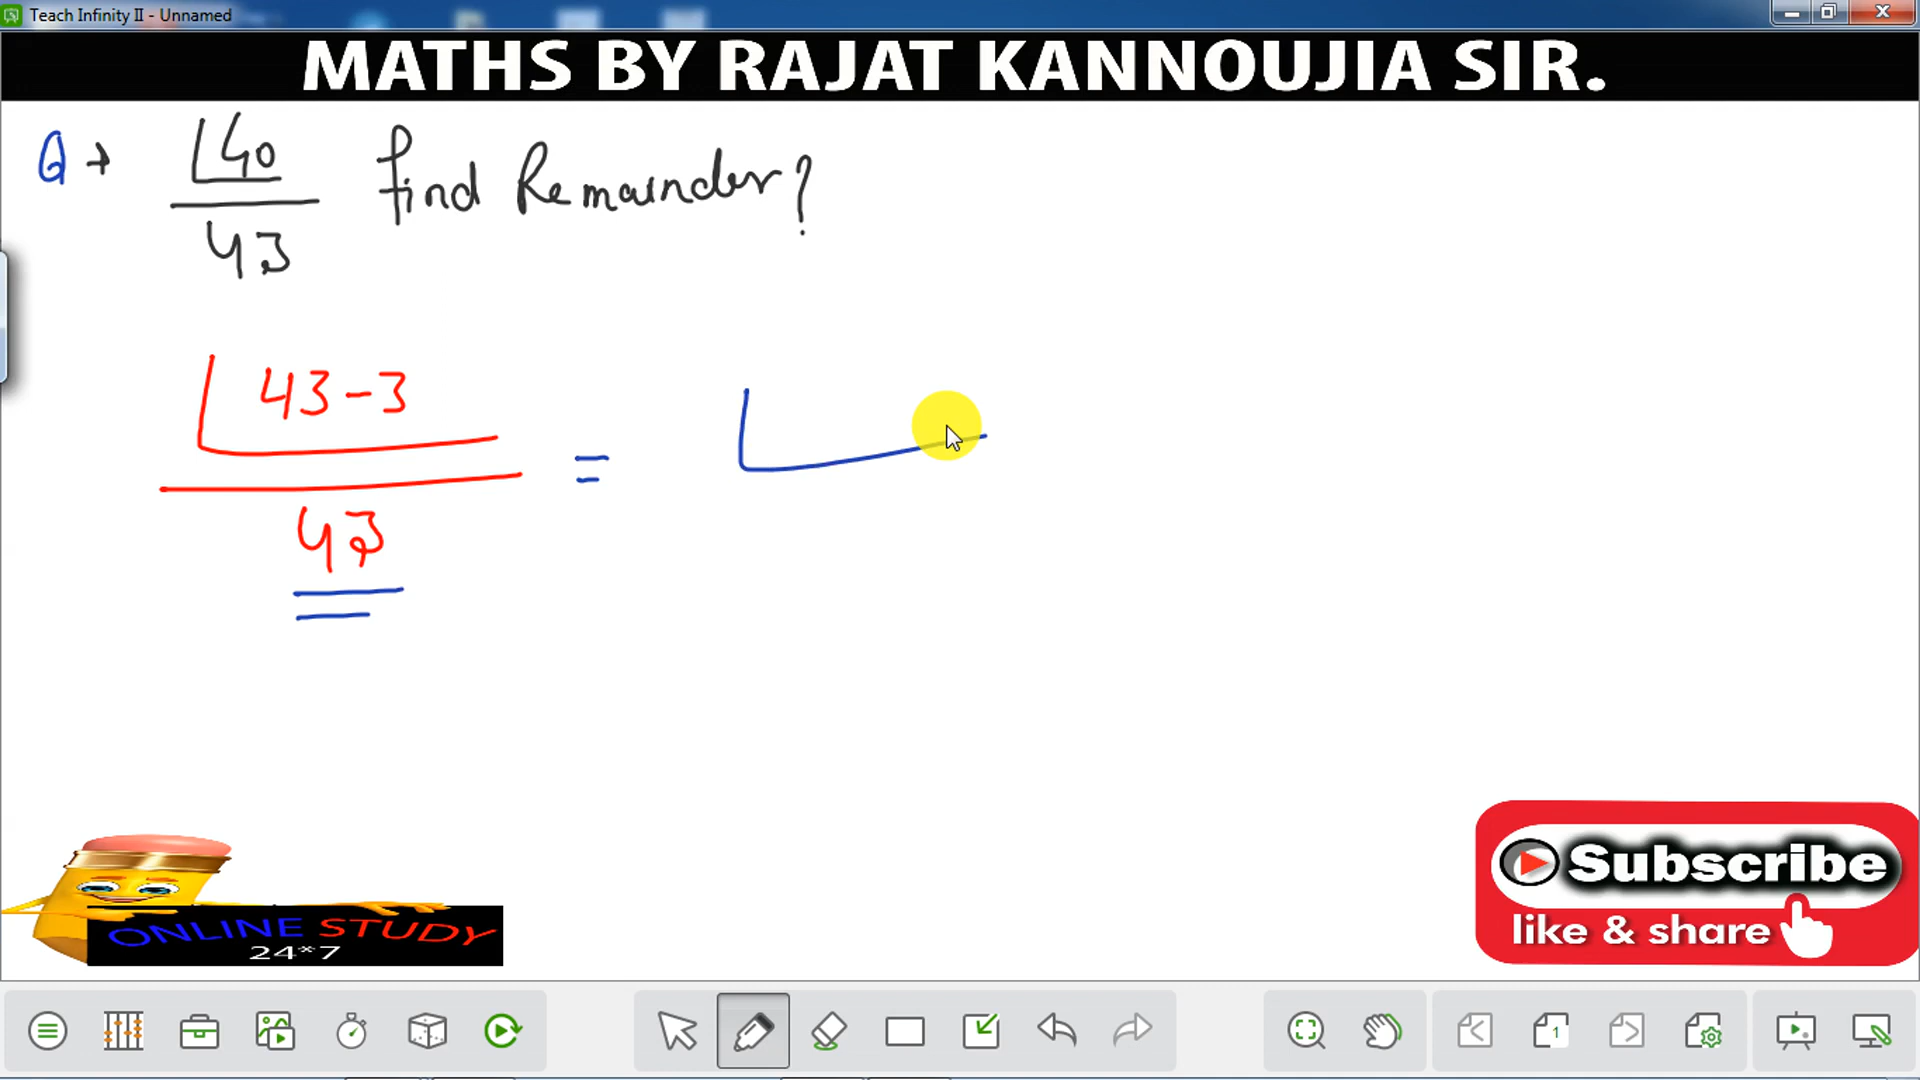 Teach Infinity II - Unnamed
MATHS BY RAJAT KANNOUJIA SIR.
Q → 40 find Remainder?
43
43-3
=
43
Subscribe
like & share
ONLINE STUDY
24*7
1